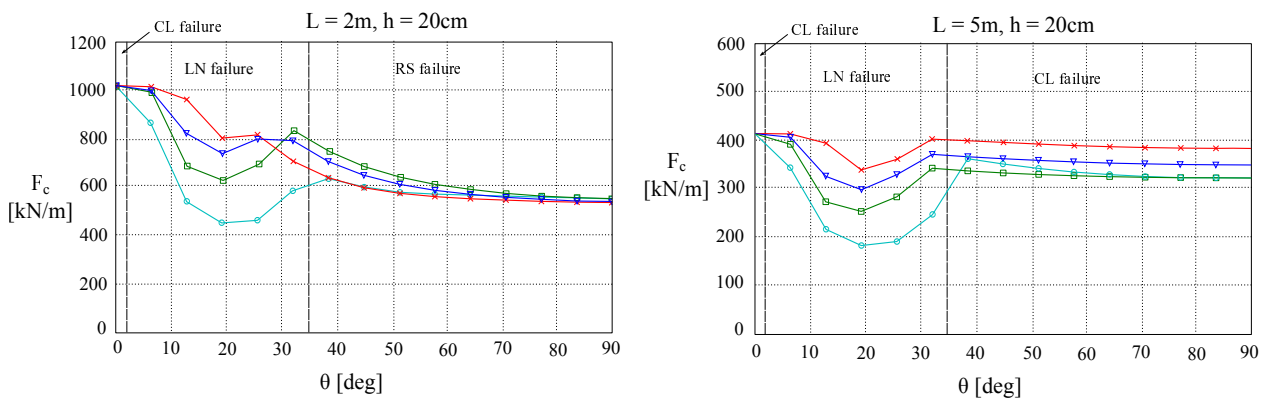 L = 2m, h = 20cm
CL failure
LN failure
RS failure
1200
1000
800
600
400
200
0
F_c
[kN/m]
0 10 20 30 40 50 60 70 80 90
θ [deg]
L = 5m, h = 20cm
CL failure
LN failure
CL failure
600
500
400
300
200
100
0
F_c
[kN/m]
0 10 20 30 40 50 60 70 80 90
θ [deg]